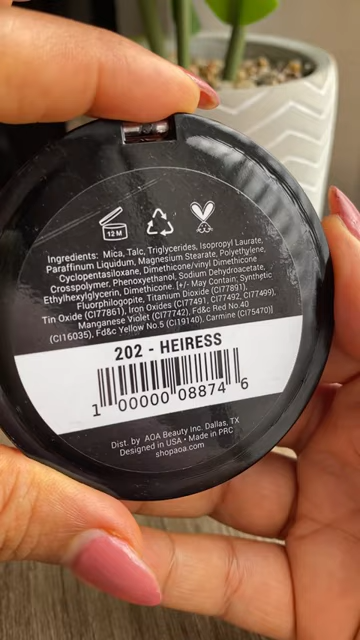 12 M
Ingredients: Mica, Talc, Triglycerides, Isopropyl Laurate,
Paraffinum Liquidum, Magnesium Stearate, Polyethylene,
Cyclopentasiloxane, Dimethicone/vinyl Dimethicone
Crosspolymer, Phenoxyethanol, Sodium Dehydroacetate,
Ethylhexylglycerin, Dimethicone. [+/- May Contain; Synthetic
Fluorphilogopite, Titanium Dioxide (CI77891),
Tin Oxide (CI77861), Iron Oxides (CI77491, CI77492, CI77499),
Manganese Violet (CI77742), Fd&c Red No.40
(CI16035), Fd&c Yellow No.5 (CI19140), Carmine (CI75470)]
202 - HEIRESS
1 00000 08874 6
Dist. by AOA Beauty Inc. Dallas, TX
Designed in USA • Made in PRC
shopaoa.com